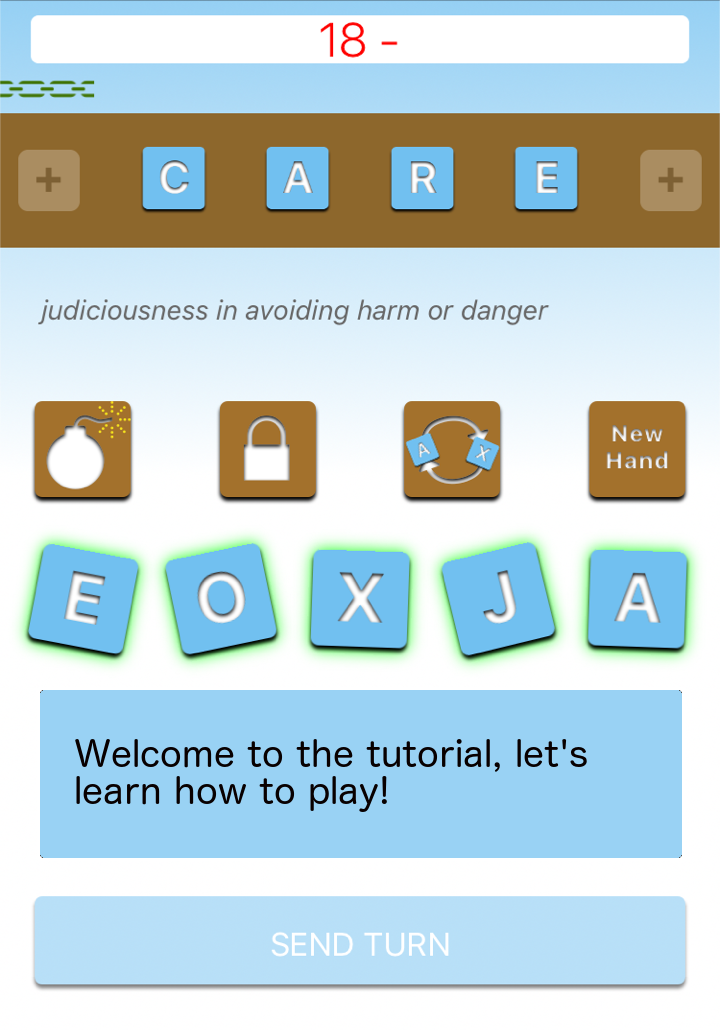 18 -
+ C A R E +
judiciousness in avoiding harm or danger
A X New
Hand
E O X J A
Welcome to the tutorial, let's
learn how to play!
SEND TURN